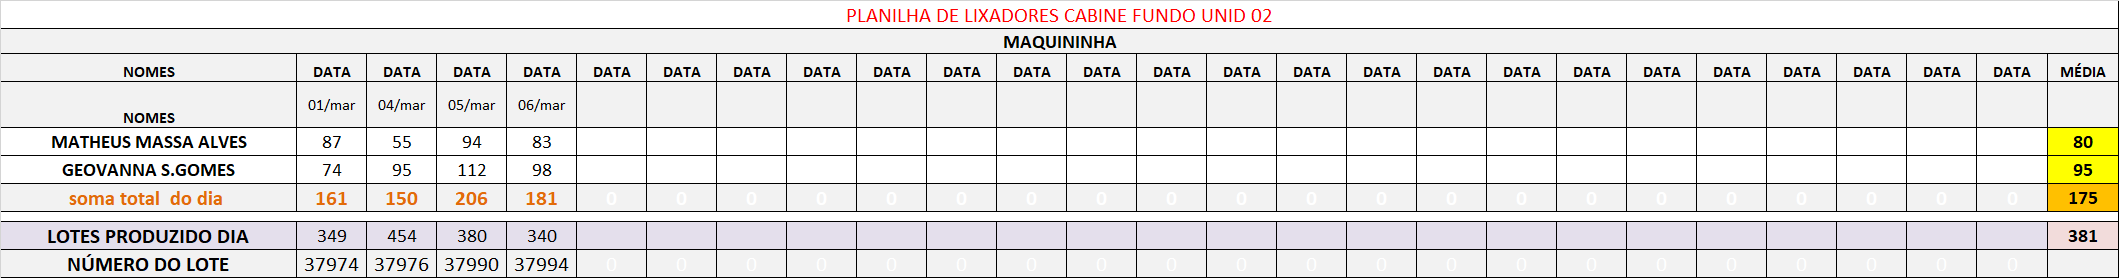 PLANILHA DE LIXADORES CABINE FUNDO UNID 02
MAQUININHA
NOMES DATA DATA DATA DATA DATA DATA DATA DATA DATA DATA DATA DATA DATA DATA DATA DATA DATA DATA DATA DATA DATA DATA DATA DATA DATA MÉDIA
NOMES 01/mar 04/mar 05/mar 06/mar
MATHEUS MASSA ALVES 87 55 94 83 80
GEOVANNA S.GOMES 74 95 112 98 95
soma total do dia 161 150 206 181 0 0 0 0 0 0 0 0 0 0 0 0 0 0 0 0 0 0 0 0 0 175
LOTES PRODUZIDO DIA 349 454 380 340 381
NÚMERO DO LOTE 37974 37976 37990 37994 0 0 0 0 0 0 0 0 0 0 0 0 0 0 0 0 0 0 0 0 0